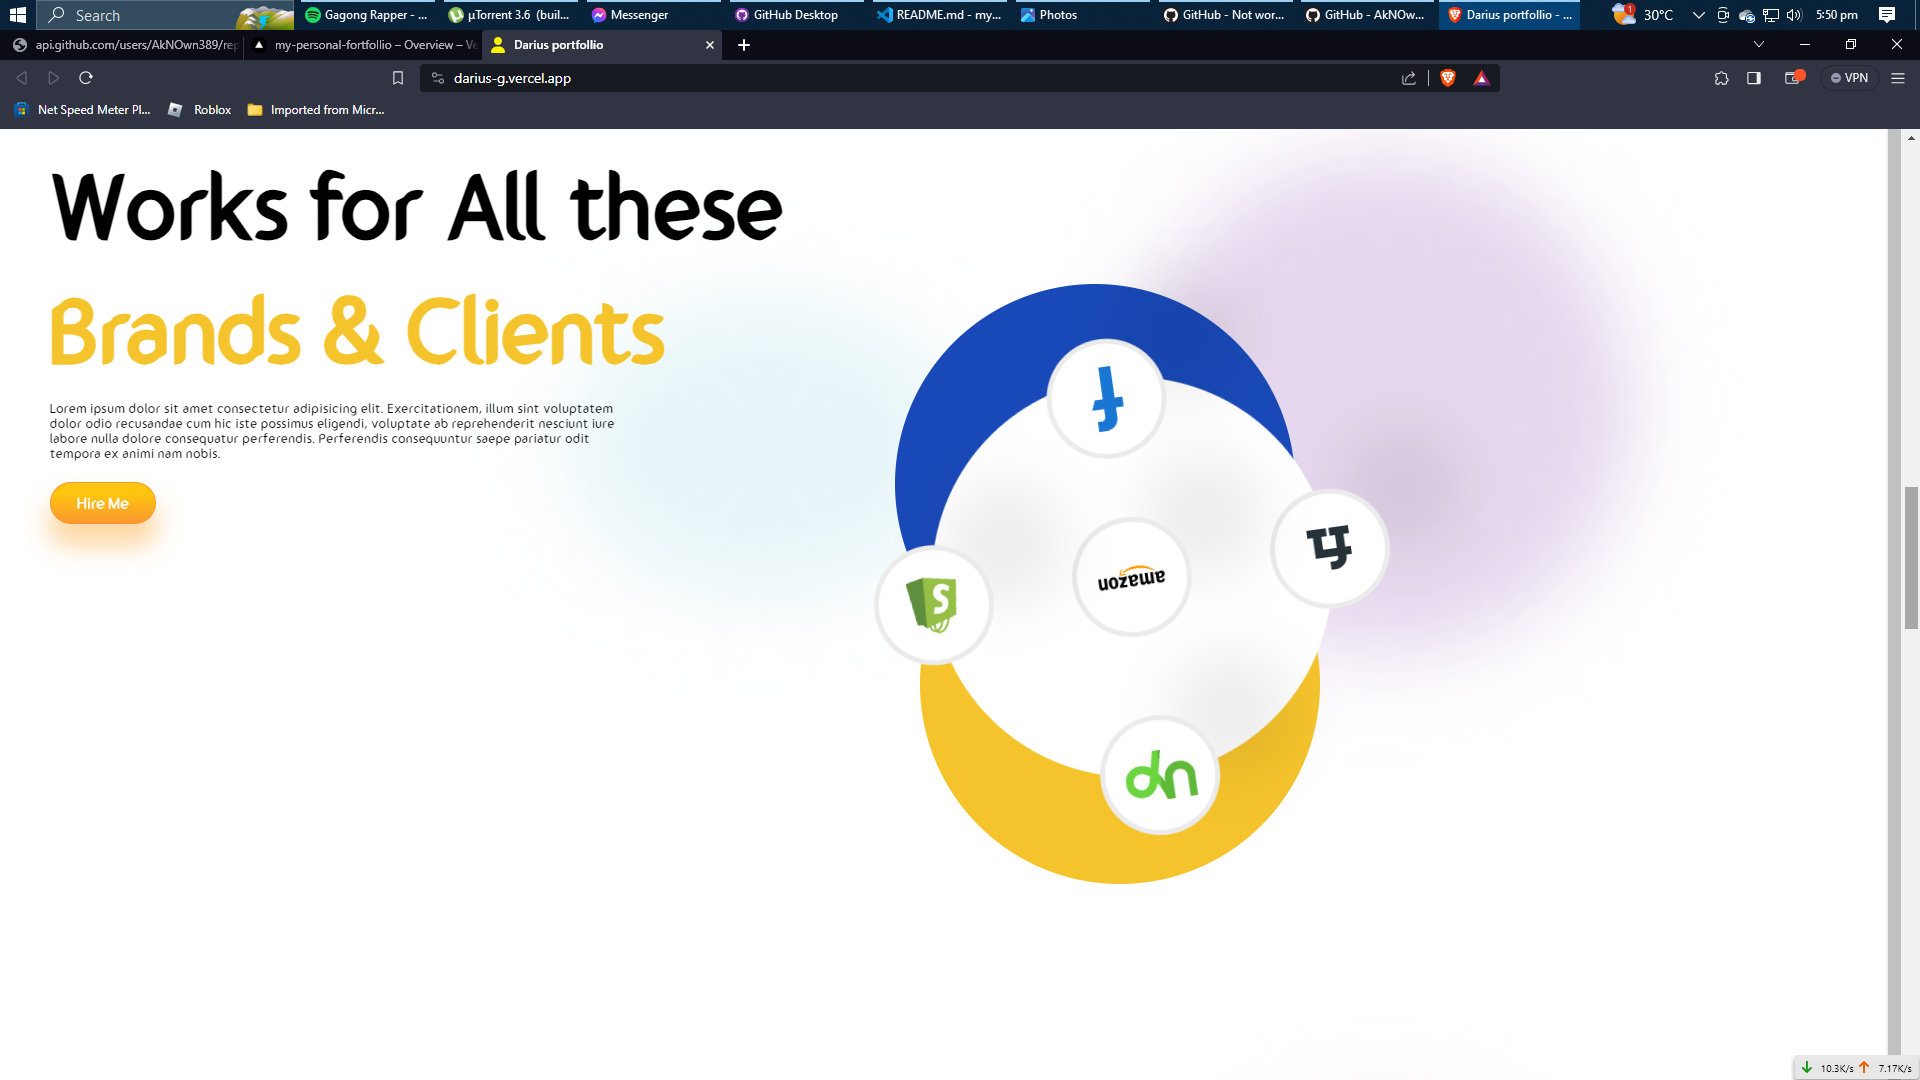 Search
Gagong Rapper - ...
µTorrent 3.6 (buil...
Messenger
GitHub Desktop
README.md - my...
Photos
GitHub - Not wor...
GitHub - AkNOw...
Darius portfollio - ...
1
30°C
5:50 pm
api.github.com/users/AkNOwn389/rep
my-personal-fortfollio – Overview – Ve
Darius portfollio
darius-g.vercel.app
VPN
Net Speed Meter Pl...
Roblox
Imported from Micr...
Works for All these
Brands & Clients
Lorem ipsum dolor sit amet consectetur adipisicing elit. Exercitationem, illum sint voluptatem
dolor odio recusandae cum hic iste possimus eligendi, voluptate ab reprehenderit nesciunt iure
labore nulla dolore consequatur perferendis. Perferendis consequuntur saepe pariatur odit
tempora ex animi nam nobis.
Hire Me
amazon
10.3K/s
7.17K/s